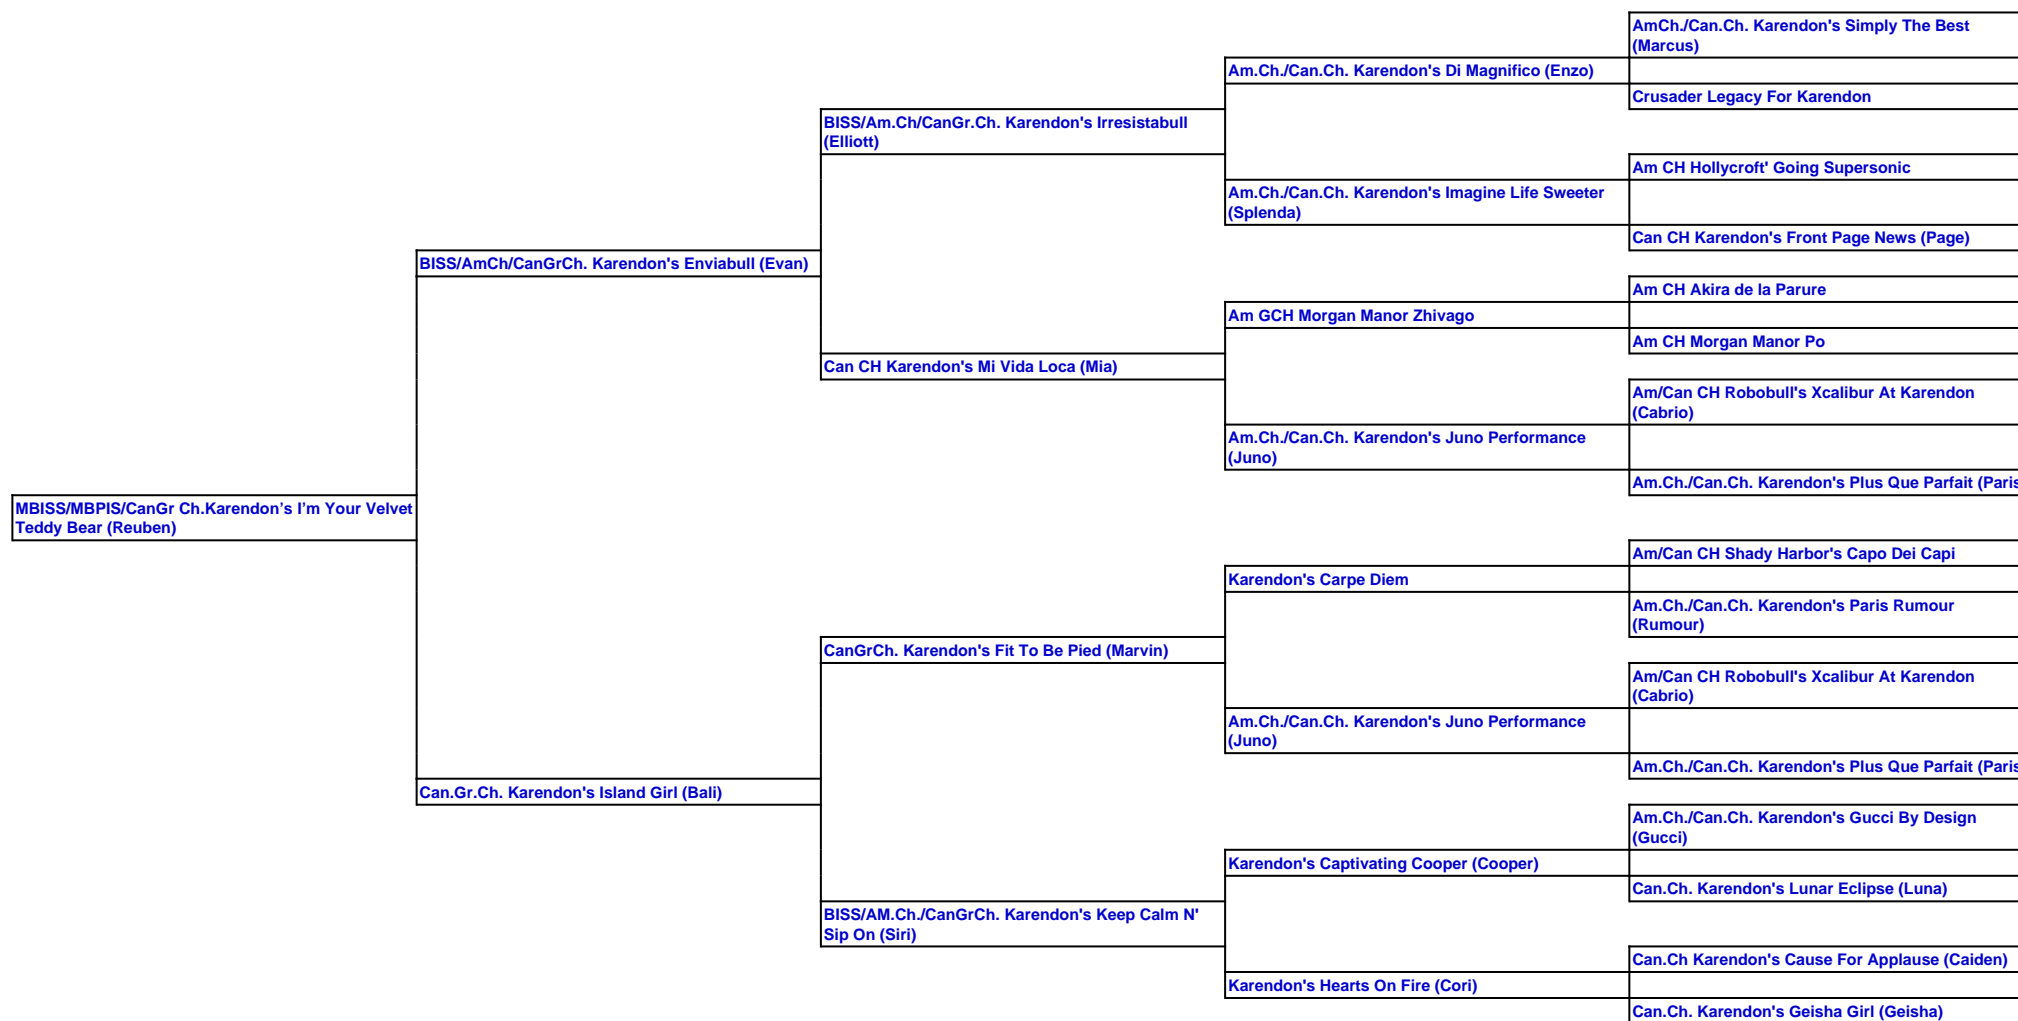 AmCh./Can.Ch. Karendon's Simply The Best
(Marcus)
Am.Ch./Can.Ch. Karendon's Di Magnifico (Enzo)
Crusader Legacy For Karendon
BISS/Am.Ch/CanGr.Ch. Karendon's Irresistabull
(Elliott)
Am CH Hollycroft' Going Supersonic
Am.Ch./Can.Ch. Karendon's Imagine Life Sweeter
(Splenda)
Can CH Karendon's Front Page News (Page)
BISS/AmCh/CanGrCh. Karendon's Enviabull (Evan)
Am CH Akira de la Parure
Am GCH Morgan Manor Zhivago
Am CH Morgan Manor Po
Can CH Karendon's Mi Vida Loca (Mia)
Am/Can CH Robobull's Xcalibur At Karendon
(Cabrio)
Am.Ch./Can.Ch. Karendon's Juno Performance
(Juno)
Am.Ch./Can.Ch. Karendon's Plus Que Parfait (Paris
MBISS/MBPIS/CanGr Ch.Karendon’s I’m Your Velvet
Teddy Bear (Reuben)
Am/Can CH Shady Harbor's Capo Dei Capi
Karendon's Carpe Diem
Am.Ch./Can.Ch. Karendon's Paris Rumour
(Rumour)
CanGrCh. Karendon's Fit To Be Pied (Marvin)
Am/Can CH Robobull's Xcalibur At Karendon
(Cabrio)
Am.Ch./Can.Ch. Karendon's Juno Performance
(Juno)
Am.Ch./Can.Ch. Karendon's Plus Que Parfait (Paris
Can.Gr.Ch. Karendon's Island Girl (Bali)
Am.Ch./Can.Ch. Karendon's Gucci By Design
(Gucci)
Karendon's Captivating Cooper (Cooper)
Can.Ch. Karendon's Lunar Eclipse (Luna)
BISS/AM.Ch./CanGrCh. Karendon's Keep Calm N'
Sip On (Siri)
Can.Ch Karendon's Cause For Applause (Caiden)
Karendon's Hearts On Fire (Cori)
Can.Ch. Karendon's Geisha Girl (Geisha)